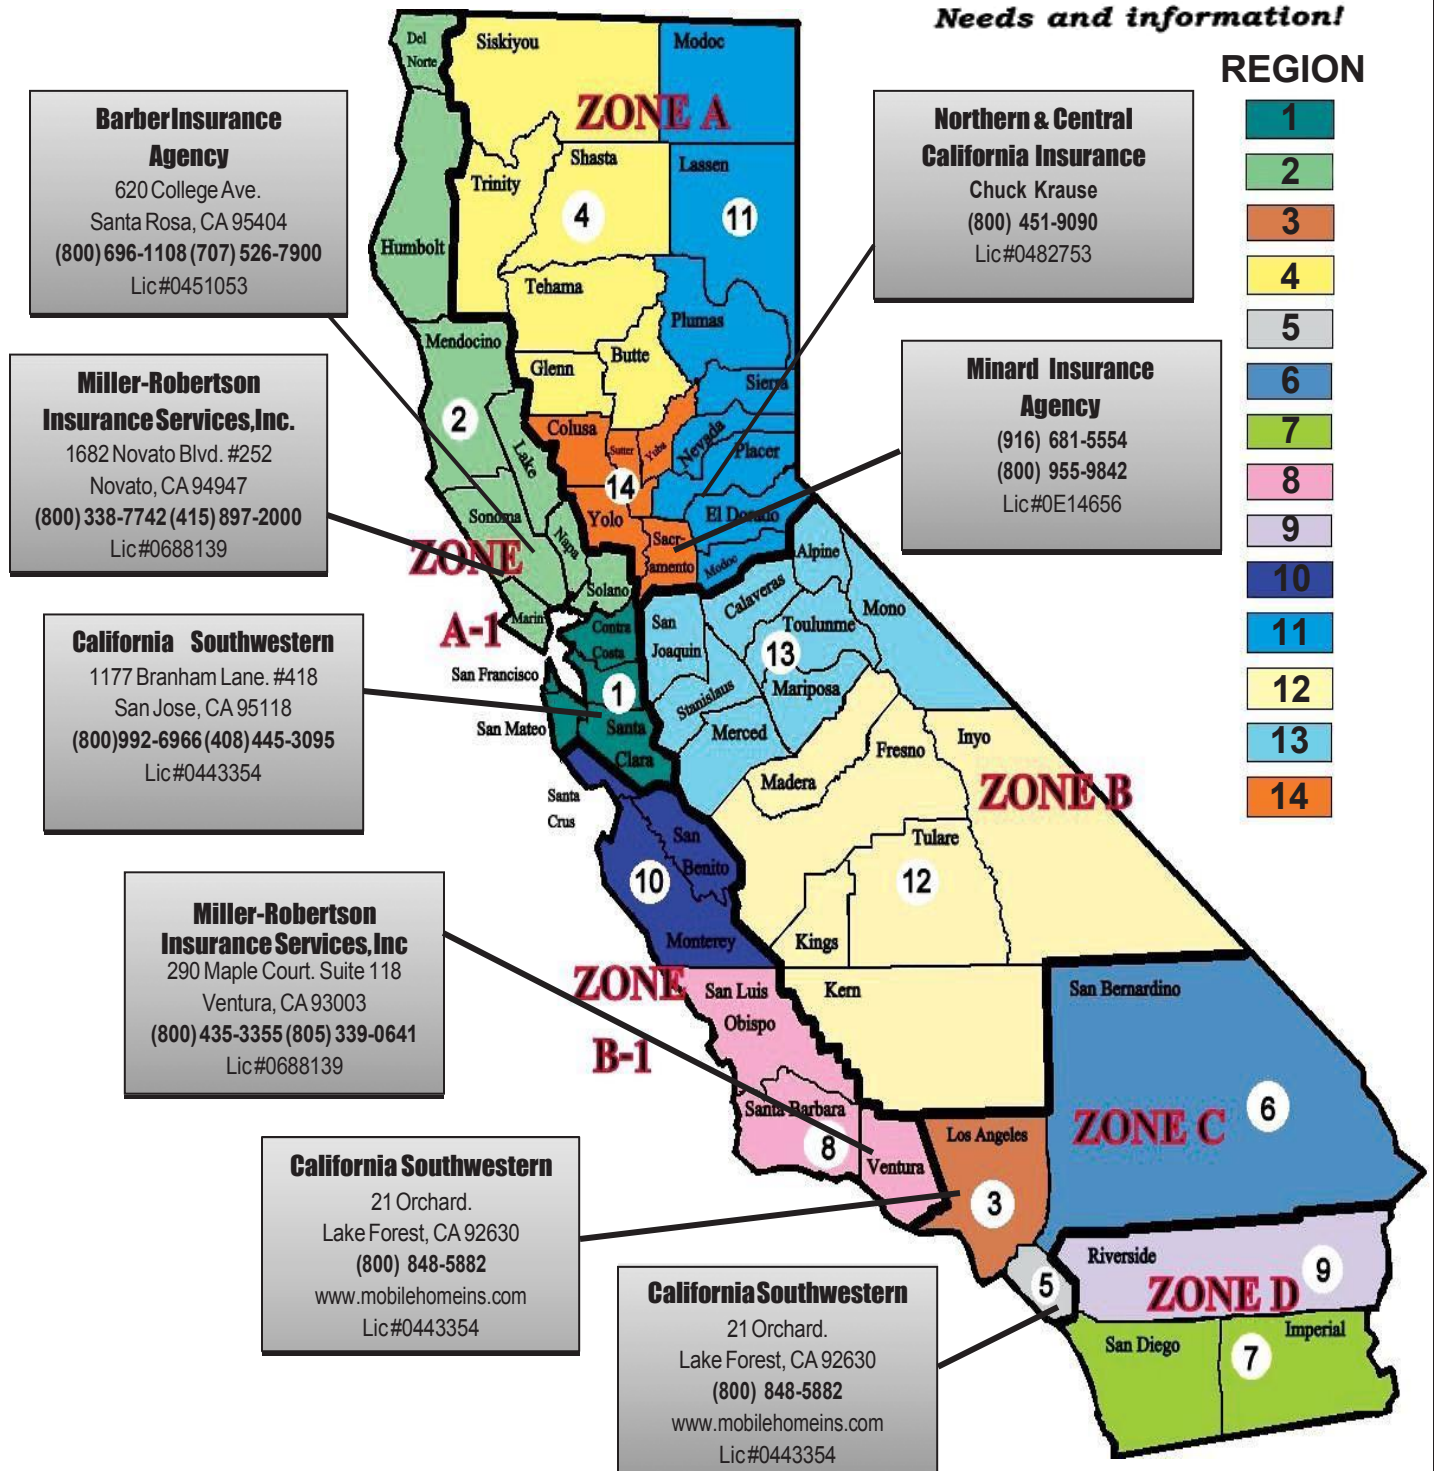 Needs and information!
REGION
1
2
3
4
5
6
7
8
9
10
11
12
13
14
Barber Insurance
Agency
620 College Ave.
Santa Rosa, CA 95404
(800) 696-1108 (707) 526-7900
Lic#0451053
Miller-Robertson
Insurance Services, Inc.
1682 Novato Blvd. #252
Novato, CA 94947
(800) 338-7742 (415) 897-2000
Lic#0688139
California Southwestern
1177 Branham Lane. #418
San Jose, CA 95118
(800)992-6966 (408)445-3095
Lic#0443354
Miller-Robertson
Insurance Services, Inc
290 Maple Court. Suite 118
Ventura, CA 93003
(800) 435-3355 (805) 339-0641
Lic#0688139
California Southwestern
21 Orchard.
Lake Forest, CA 92630
(800) 848-5882
www.mobilehomeins.com
Lic#0443354
California Southwestern
21 Orchard.
Lake Forest, CA 92630
(800) 848-5882
www.mobilehomeins.com
Lic#0443354
Northern & Central
California Insurance
Chuck Krause
(800) 451-9090
Lic#0482753
Minard Insurance
Agency
(916) 681-5554
(800) 955-9842
Lic#0E14656
Del
Norte
Siskiyou
Modoc
ZONE A
Shasta
Lassen
Trinity
4
11
Humbolt
Tehama
Plumas
Mendocino
Butte
Glenn
Sierra
2
Colusa
Sutter
Yuba
Nevada
Placer
Lake
14
Yolo
El Dorado
Sonoma
Napa
Sacr-
amento
Modoc
Alpine
ZONE
A-1
Solano
Marin
Calaveras
Mono
Contra
Costa
San
Joaquin
Toulunme
13
San Francisco
1
Stanislaus
Mariposa
San Mateo
Santa
Clara
Merced
Fresno
Inyo
Madera
ZONE B
Santa
Crus
San
Benito
Tulare
10
12
Monterey
Kings
ZONE
B-1
San Luis
Obispo
Kern
San Bernardino
Santa Barbara
8
Ventura
Los Angeles
3
ZONE C
6
5
Riverside
9
ZONE D
San Diego
Imperial
7